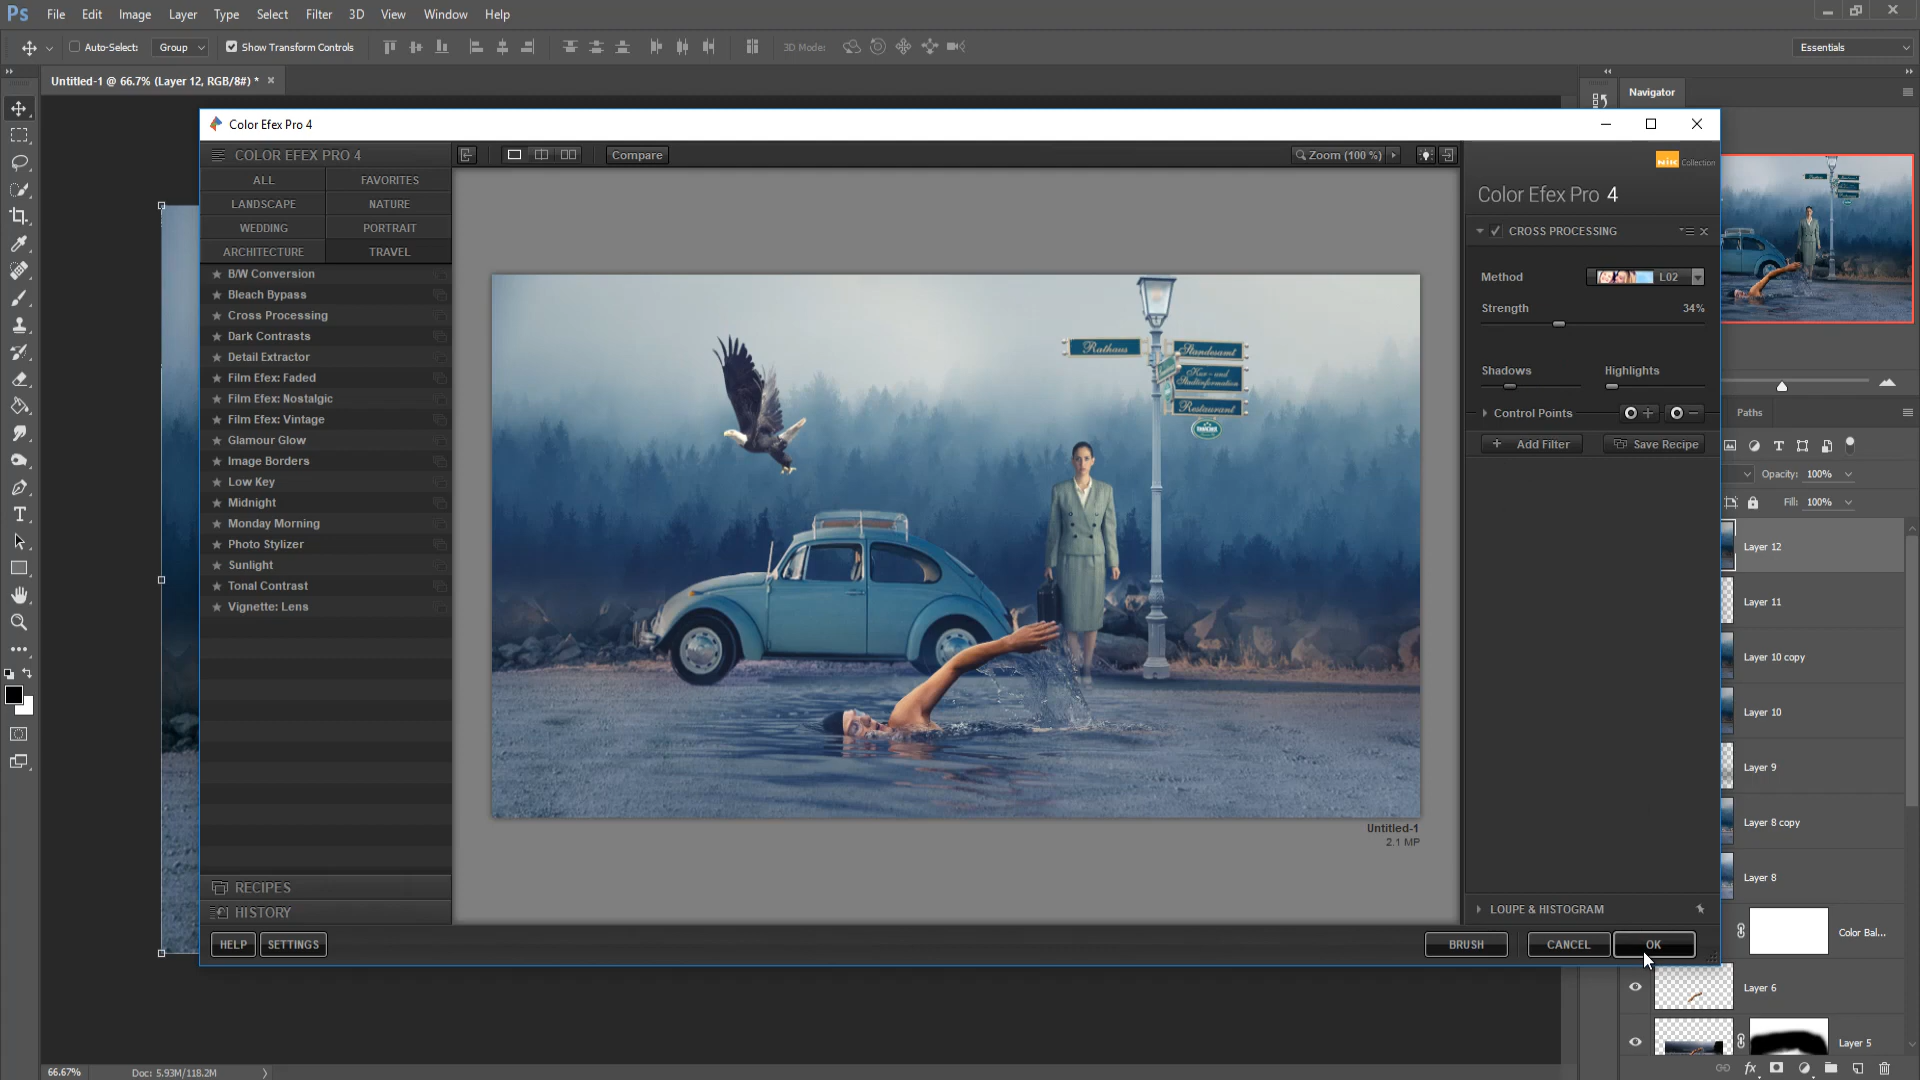 Ps File Edit Image Layer Type Select Filter 3D View Window Help
Auto-Select: Group Show Transform Controls 3D Mode: Essentials
Untitled-1 @ 66.7% (Layer 12, RGB/8#) * ×
Navigator
Color Efex Pro 4
COLOR EFEX PRO 4
Compare
Zoom (100 %)
ALL FAVORITES
LANDSCAPE NATURE
WEDDING PORTRAIT
ARCHITECTURE TRAVEL
B/W Conversion
Bleach Bypass
Cross Processing
Dark Contrasts
Detail Extractor
Film Efex: Faded
Film Efex: Nostalgic
Film Efex: Vintage
Glamour Glow
Image Borders
Low Key
Midnight
Monday Morning
Photo Stylizer
Sunlight
Tonal Contrast
Vignette: Lens
RECIPES
HISTORY
HELP SETTINGS
Rathaus
Standesamt
Kur- und
Stadtinformation
Restaurant
Untitled-1
2.1 MP
Nik Collection
Color Efex Pro 4
CROSS PROCESSING
Method L02
Strength 34%
Shadows Highlights
Control Points
Add Filter Save Recipe
LOUPE & HISTOGRAM
BRUSH CANCEL OK
Paths
Opacity: 100%
Fill: 100%
Layer 12
Layer 11
Layer 10 copy
Layer 10
Layer 9
Layer 8 copy
Layer 8
Color Bal...
Layer 6
Layer 5
66.67% Doc: 5.93M/118.2M